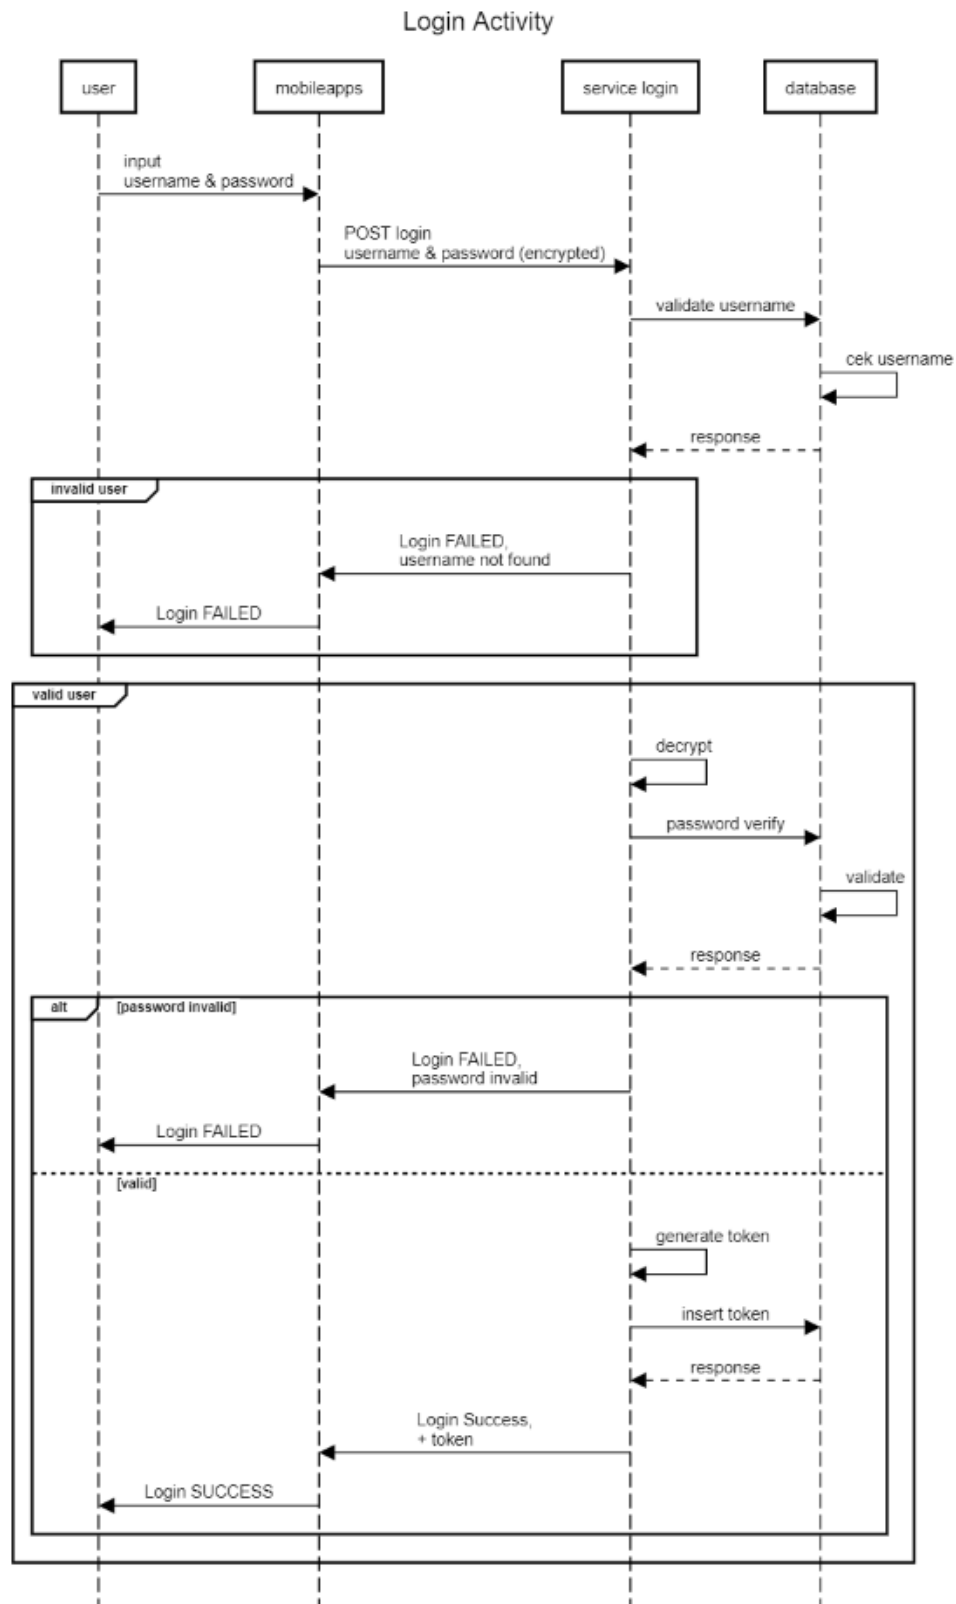 Login Activity
user
mobileapps
service login
database
input
username & password
POST login
username & password (encrypted)
validate username
cek username
response
invalid user
Login FAILED,
username not found
Login FAILED
valid user
decrypt
password verify
validate
response
alt
[password invalid]
Login FAILED,
password invalid
Login FAILED
[valid]
generate token
insert token
response
Login Success,
+ token
Login SUCCESS